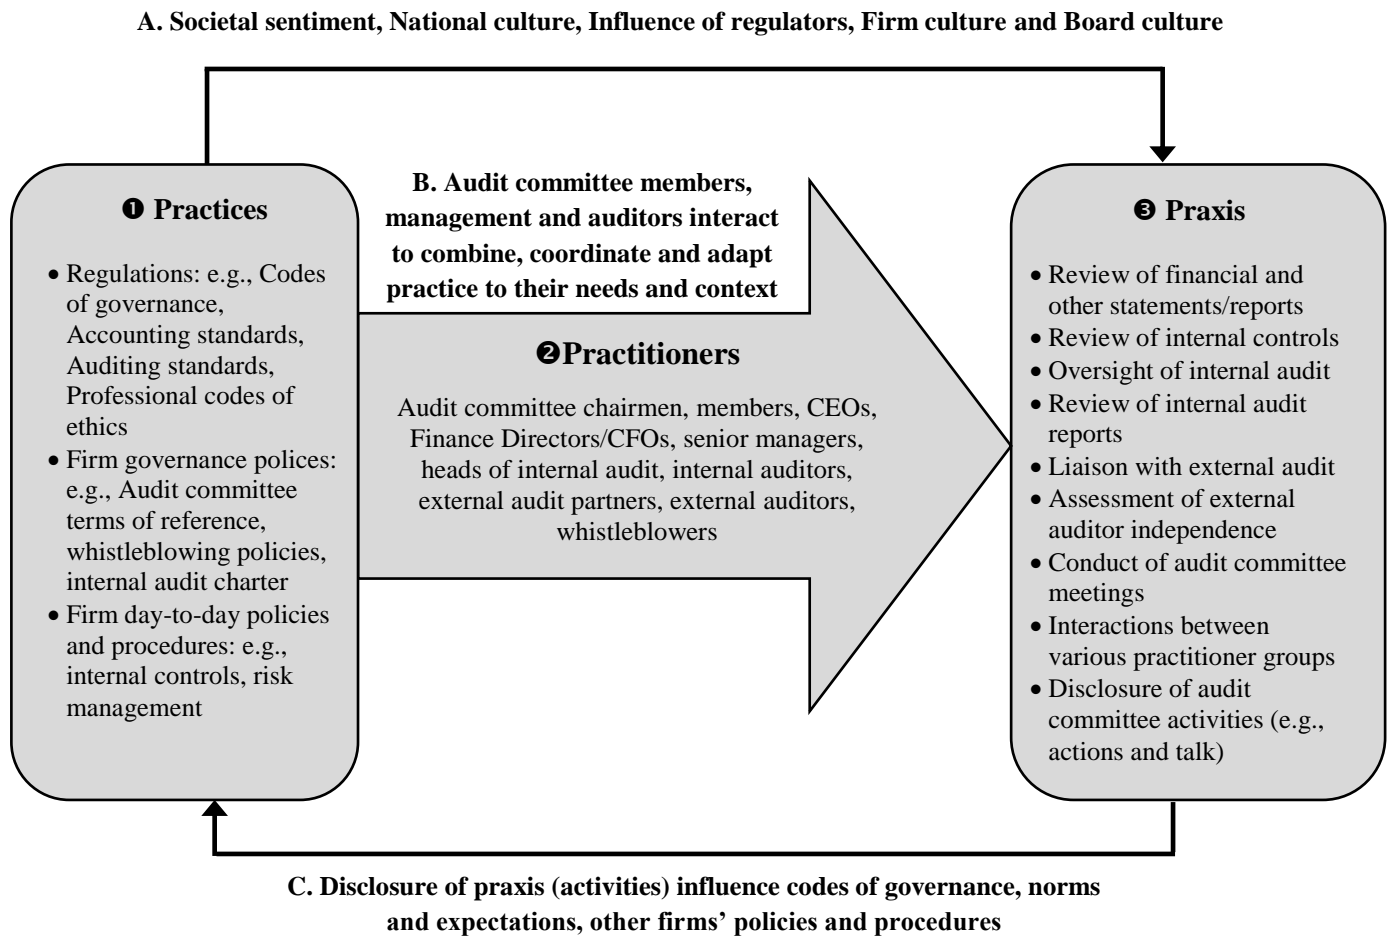 A. Societal sentiment, National culture, Influence of regulators, Firm culture and Board culture
❶ Practices
• Regulations: e.g., Codes
of governance,
Accounting standards,
Auditing standards,
Professional codes of
ethics
• Firm governance polices:
e.g., Audit committee
terms of reference,
whistleblowing policies,
internal audit charter
• Firm day-to-day policies
and procedures: e.g.,
internal controls, risk
management
B. Audit committee members,
management and auditors interact
to combine, coordinate and adapt
practice to their needs and context
❷Practitioners
Audit committee chairmen, members, CEOs,
Finance Directors/CFOs, senior managers,
heads of internal audit, internal auditors,
external audit partners, external auditors,
whistleblowers
❸ Praxis
• Review of financial and
other statements/reports
• Review of internal controls
• Oversight of internal audit
• Review of internal audit
reports
• Liaison with external audit
• Assessment of external
auditor independence
• Conduct of audit committee
meetings
• Interactions between
various practitioner groups
• Disclosure of audit
committee activities (e.g.,
actions and talk)
C. Disclosure of praxis (activities) influence codes of governance, norms
and expectations, other firms’ policies and procedures